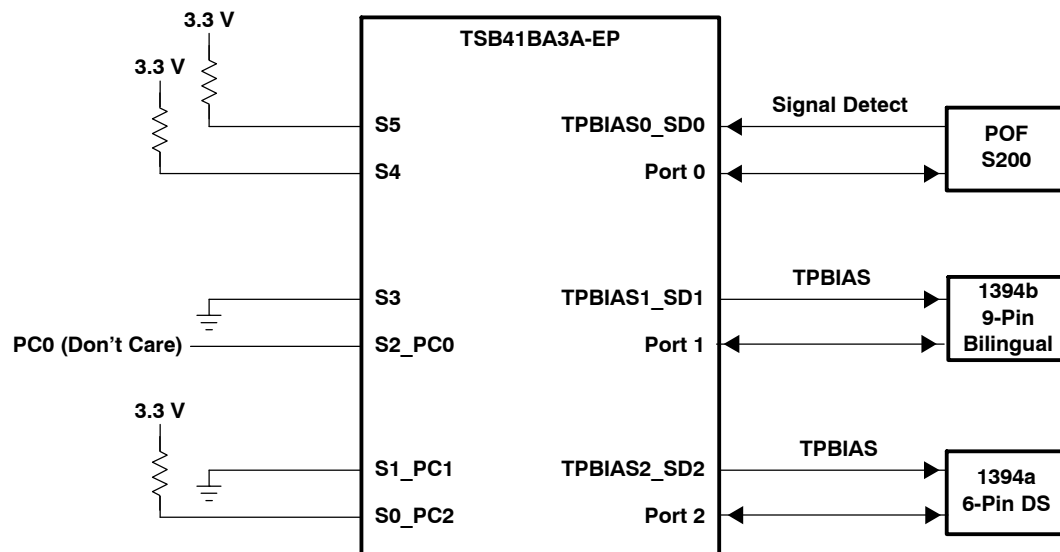 3.3 V
TSB41BA3A-EP
3.3 V
Signal Detect
S5
TPBIAS0_SD0
POF
S200
S4
Port 0
TPBIAS
S3
TPBIAS1_SD1
1394b
9-Pin
Bilingual
PC0 (Don't Care)
S2_PC0
Port 1
3.3 V
TPBIAS
S1_PC1
TPBIAS2_SD2
1394a
6-Pin DS
S0_PC2
Port 2